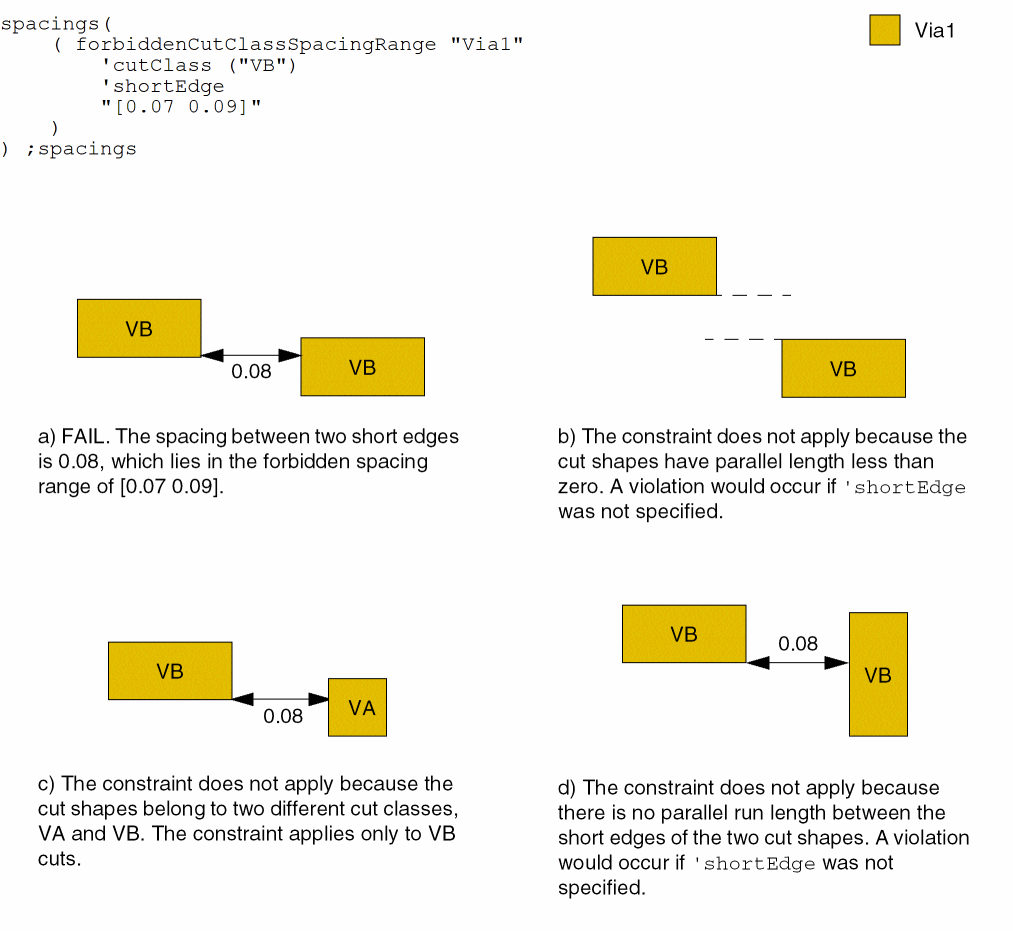 spacings(
( forbiddenCutClassSpacingRange "Via1"
'cutClass ("VB")
'shortEdge
"[0.07 0.09]"
)
) ;spacings
Via1
VB
0.08
VB
a) FAIL. The spacing between two short edges
is 0.08, which lies in the forbidden spacing
range of [0.07 0.09].
VB
VB
b) The constraint does not apply because the
cut shapes have parallel length less than
zero. A violation would occur if 'shortEdge
was not specified.
VB
0.08
VA
c) The constraint does not apply because the
cut shapes belong to two different cut classes,
VA and VB. The constraint applies only to VB
cuts.
VB
0.08
VB
d) The constraint does not apply because
there is no parallel run length between the
short edges of the two cut shapes. A violation
would occur if 'shortEdge was not
specified.